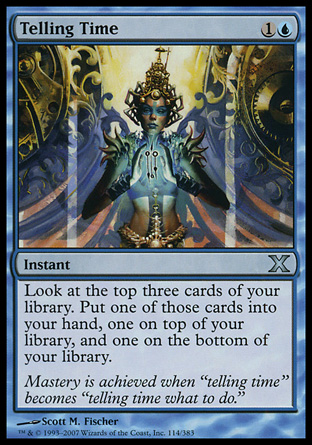 Telling Time 1
Instant X
Look at the top three cards of your
library. Put one of those cards into
your hand, one on top of your
library, and one on the bottom of
your library.
Mastery is achieved when “telling time”
becomes “telling time what to do.”
Scott M. Fischer
™ & © 1993–2007 Wizards of the Coast, Inc. 114/383